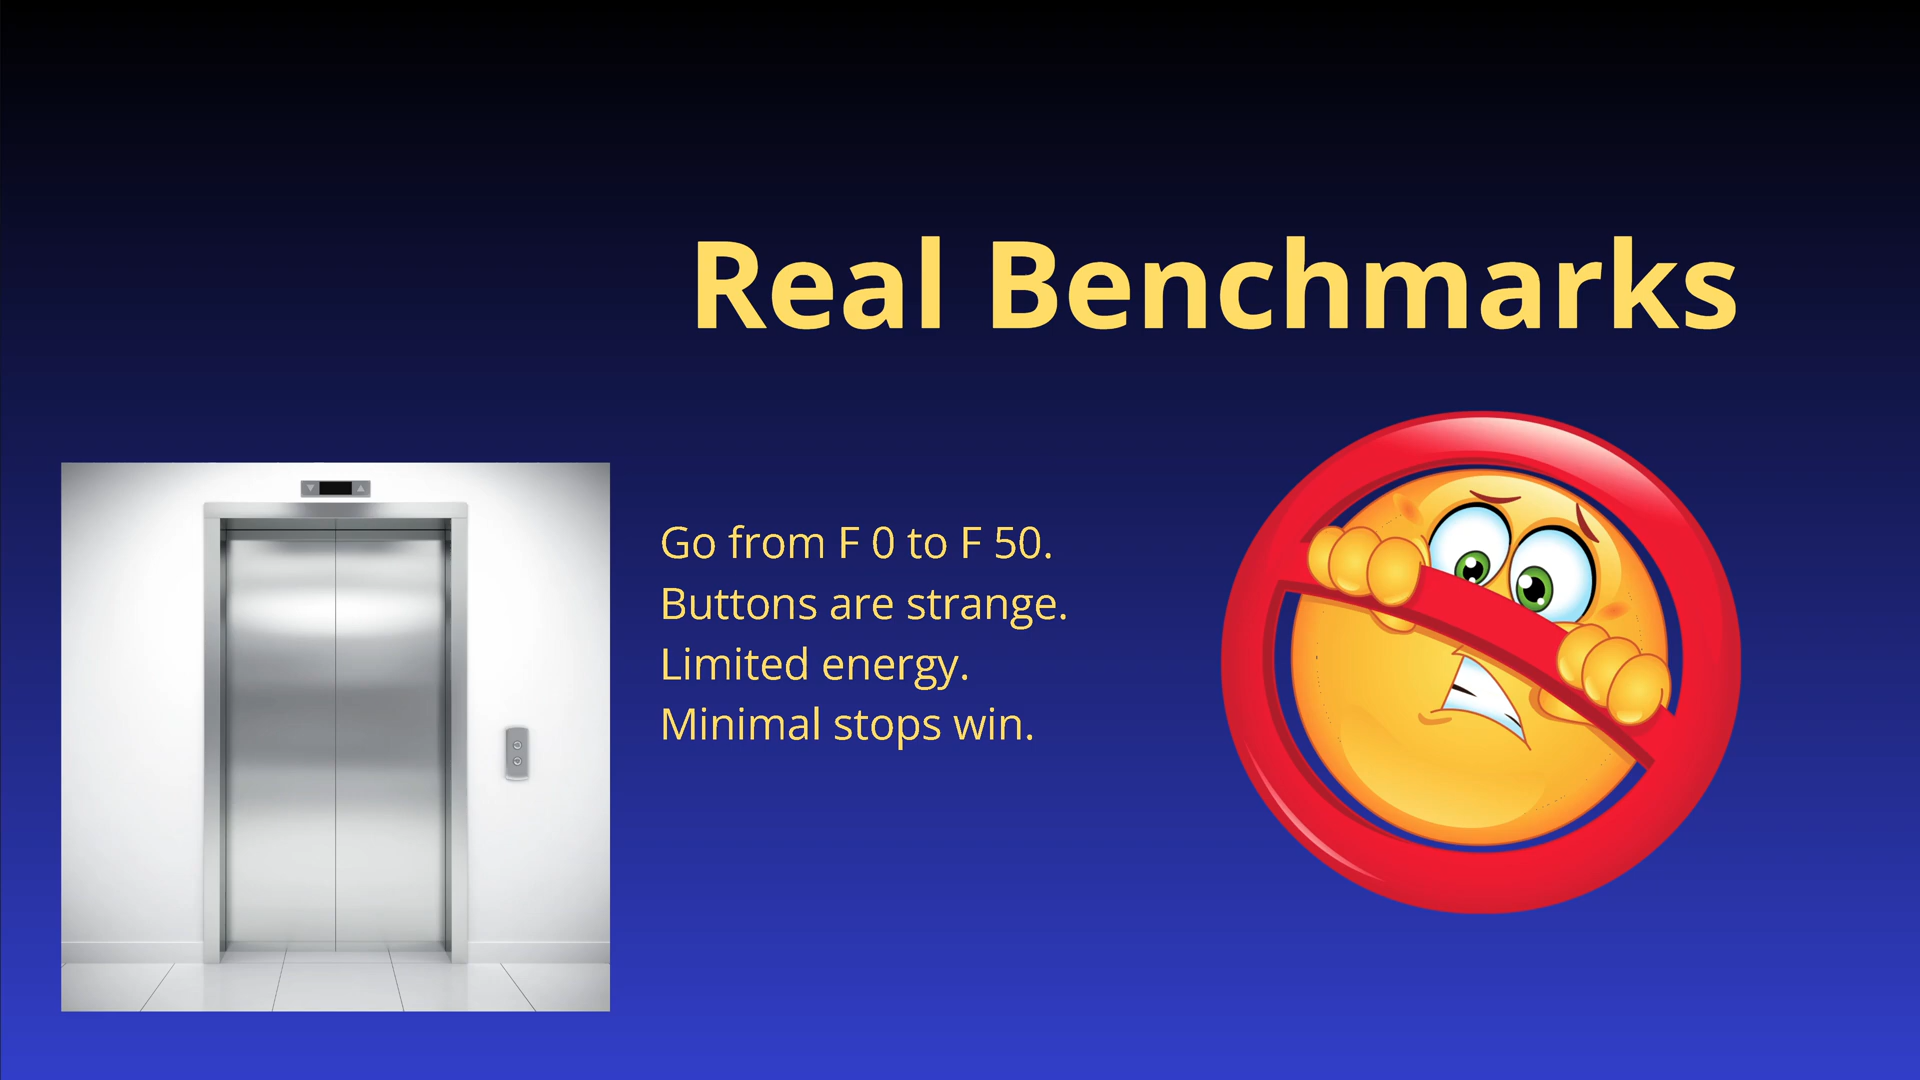 Real Benchmarks
Go from F 0 to F 50.
Buttons are strange.
Limited energy.
Minimal stops win.